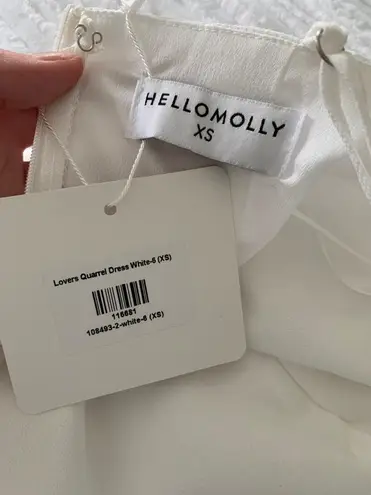 HELLOMOLLY
XS
Lovers Quarrel Dress White-6 (XS)
116681
108493-2-white-6 (XS)